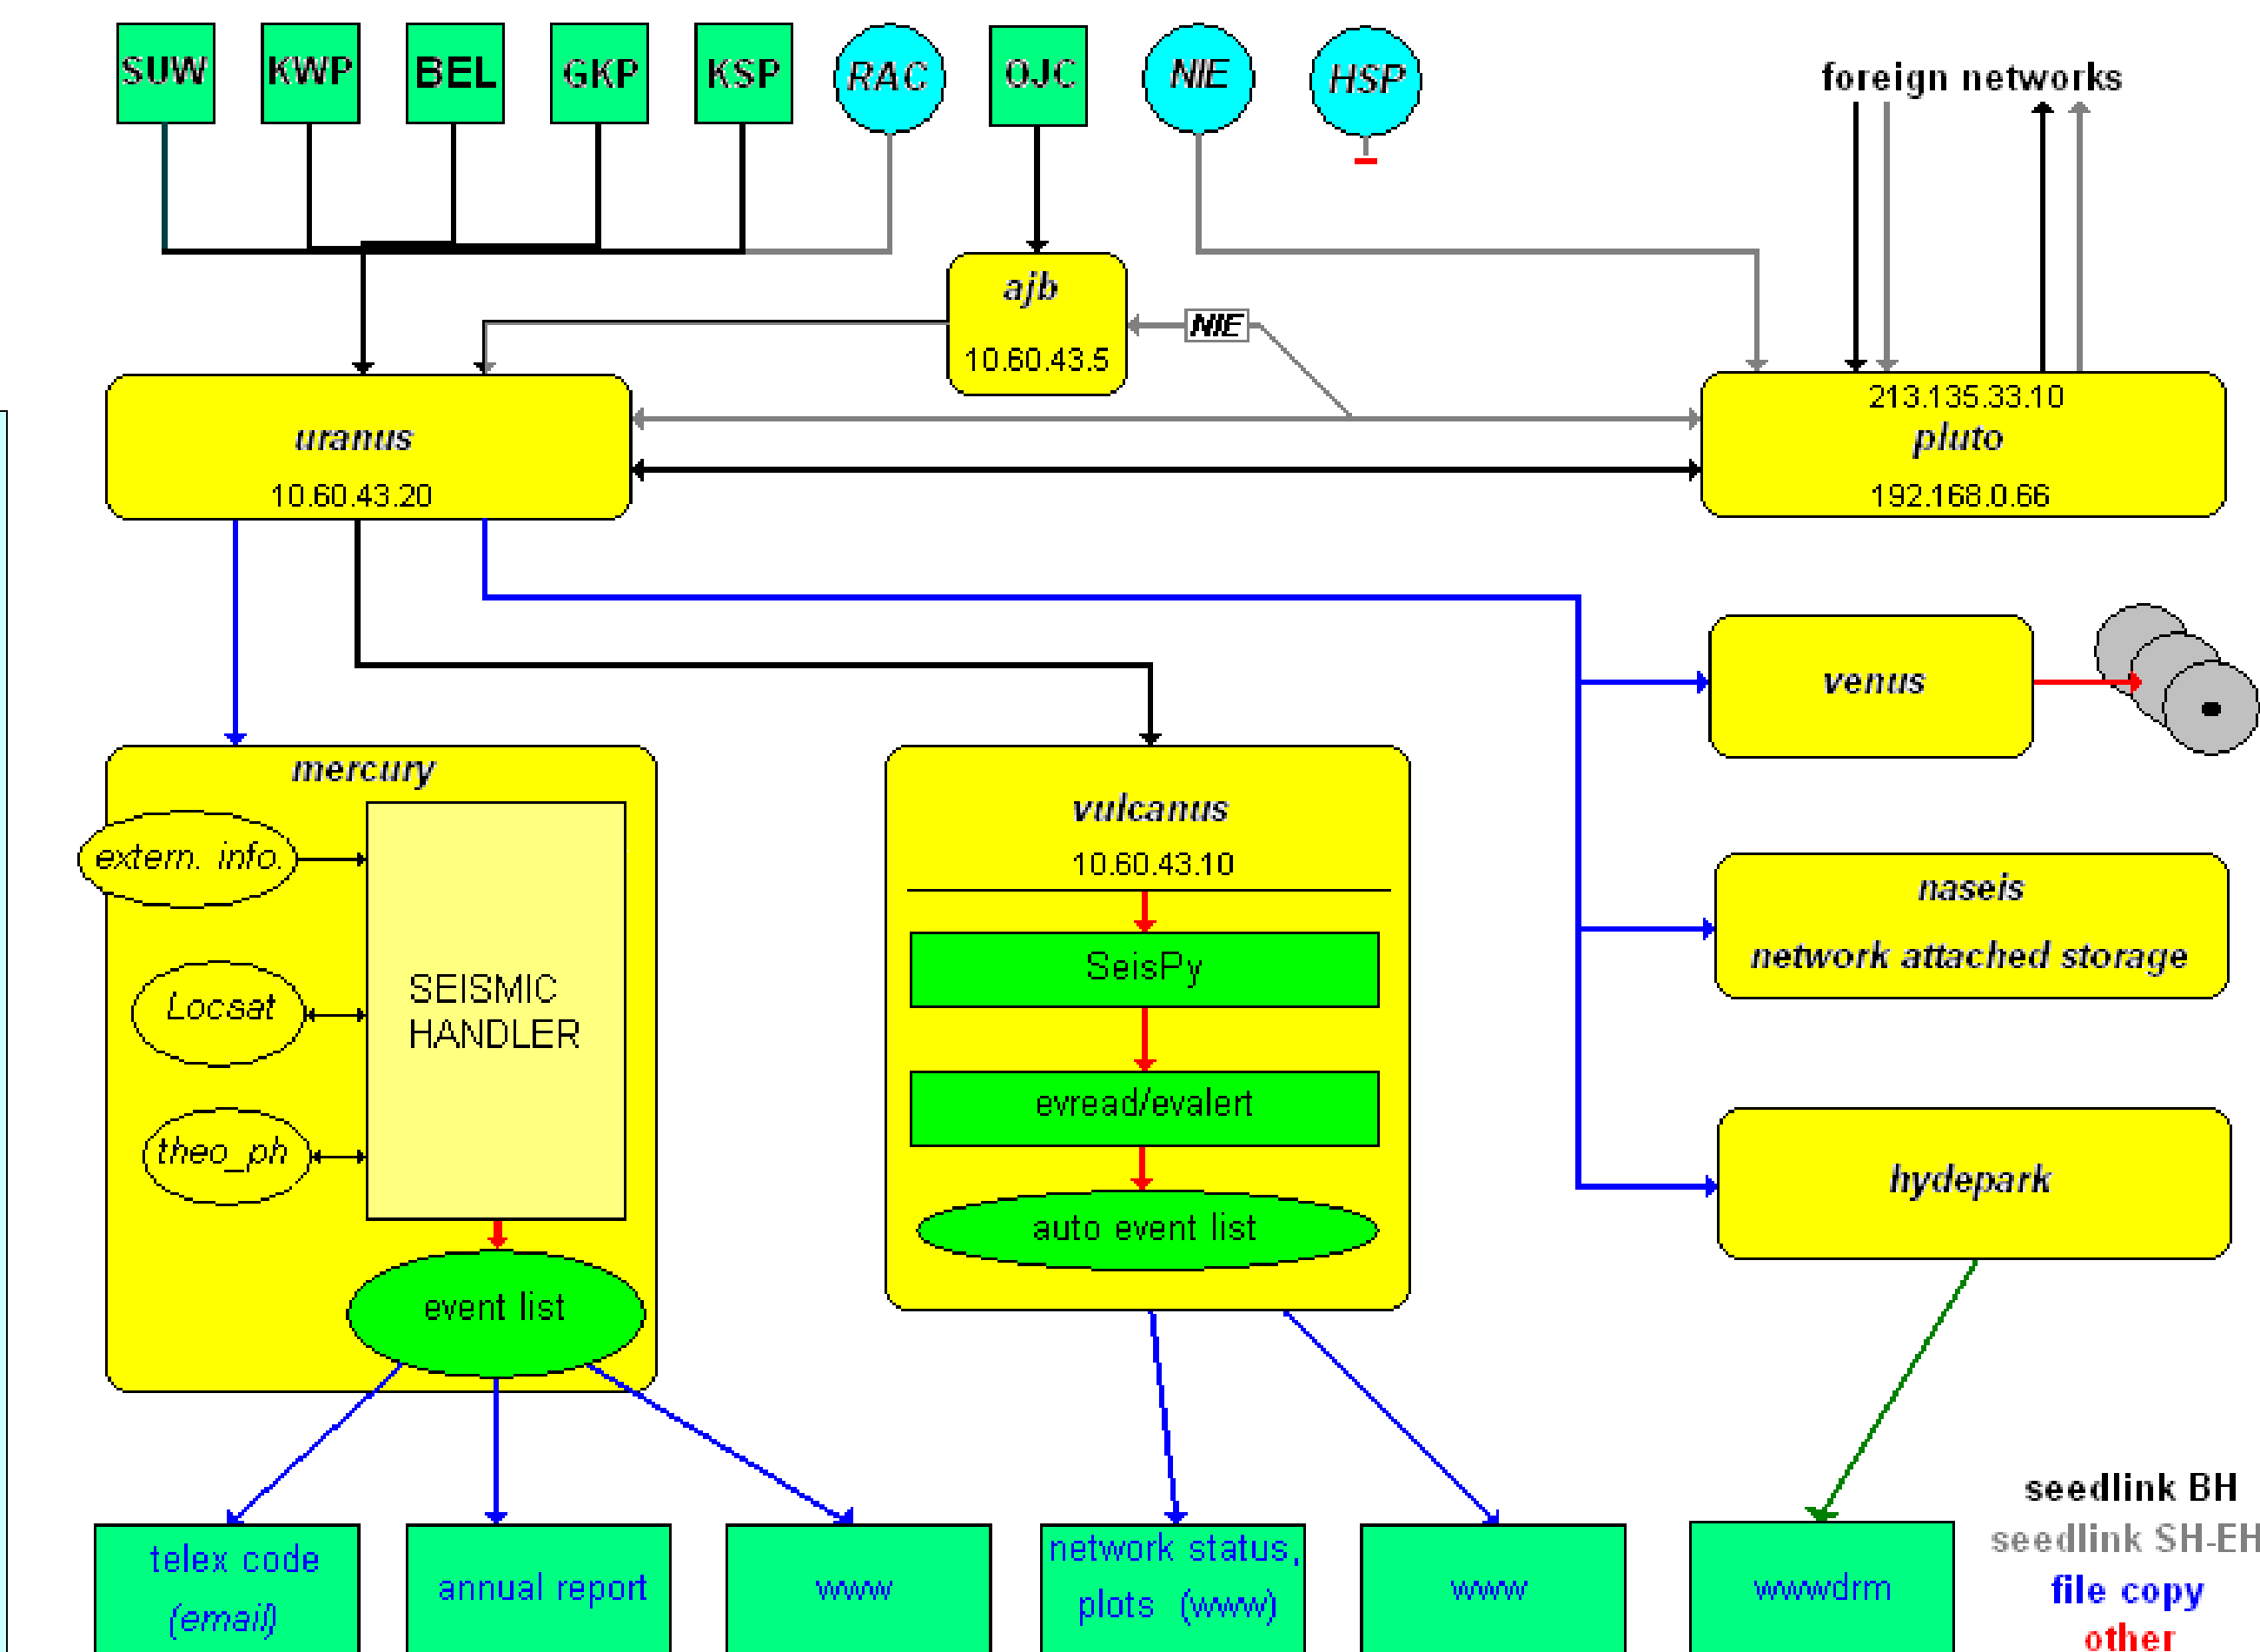 SUW
KWP
BEL
GKP
KSP
RAC
OJC
NIE
HSP
foreign networks
ajb
10.60.43.5
NIE
uranus
10.60.43.20
213.135.33.10
pluto
192.168.0.66
venus
mercury
extern. info.
Locsat
theo_ph
SEISMIC
HANDLER
event list
vulcanus
10.60.43.10
SeisPy
evread/evalert
auto event list
naseis
network attached storage
hydepark
telex code
(email)
annual report
www
network status,
plots (www)
www
wwwdrm
seedlink BH
seedlink SH-EH
file copy
other